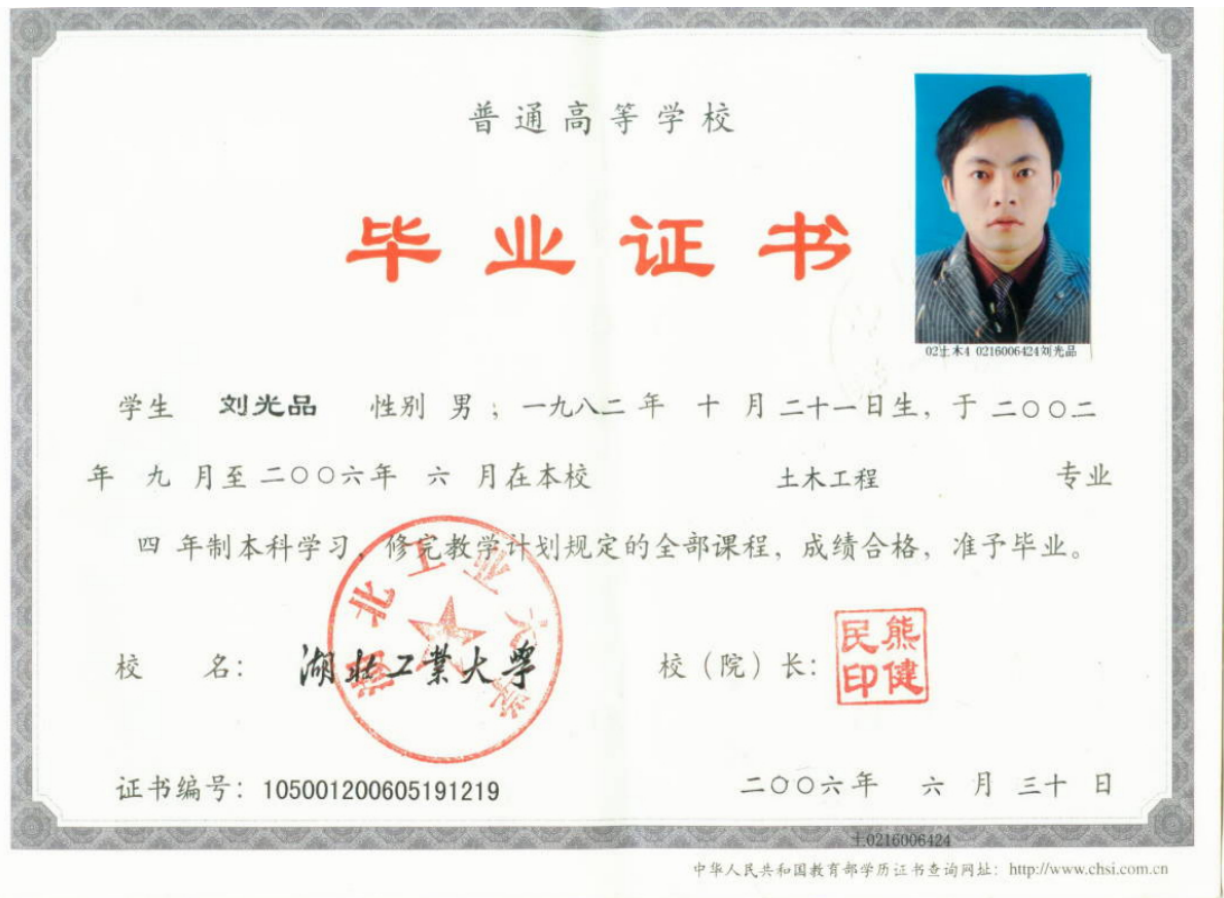 普通高等学校
毕业证书
02土木4 0216006424刘光品
学生 刘光品 性别 男 ; 一九八二 年 十 月 二十一日生, 于 二〇〇二
年 九 月至 二〇〇六年 六 月在本校 土木工程 专业
四 年制本科学习、修完教学计划规定的全部课程, 成绩合格, 准予毕业。
湖北工业大学
校 名: 湖北工業大學 校（院）长: 熊健民印
证书编号: 105001200605191219 二〇〇六年 六 月 三十 日
土0216006424
中华人民共和国教育部学历证书查询网址: http://www.chsi.com.cn